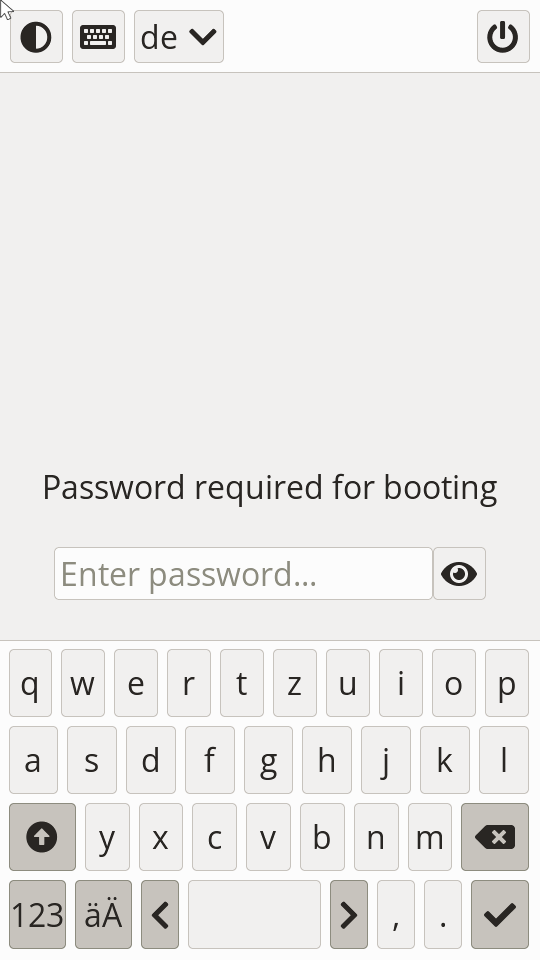 de
Password required for booting
Enter password...
q w e r t z u i o p
a s d f g h j k l
y x c v b n m
123 äÄ , .